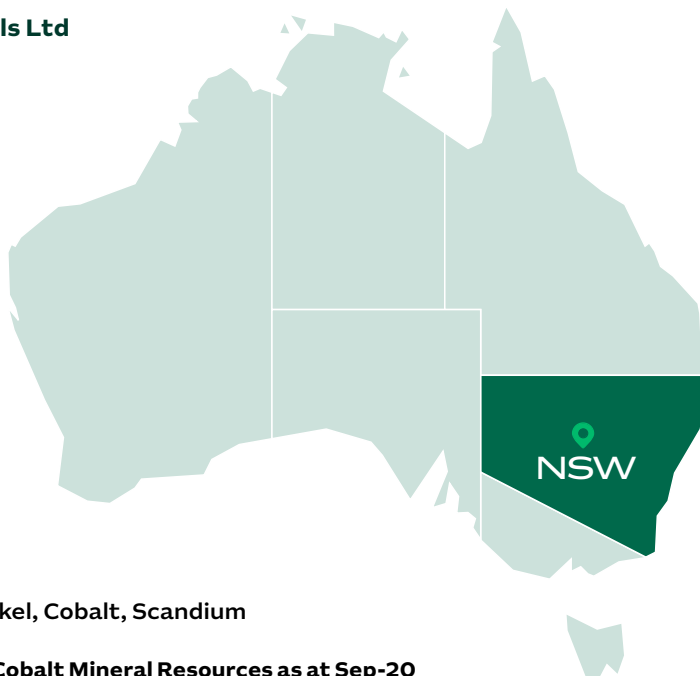 ls Ltd
NSW
kel, Cobalt, Scandium
Cobalt Mineral Resources as at Sep-20